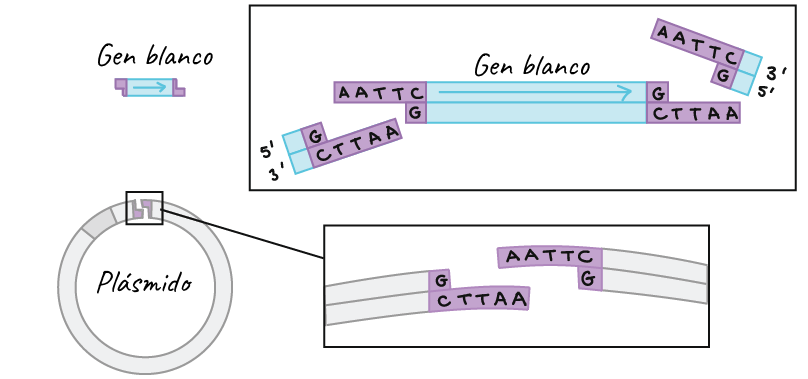 Gen blanco
Gen blanco
AATTC
G
3'
5'
AATTC
G
G
CTTAA
5'
G
CTTAA
3'
Plásmido
AATTC
G
G
CTTAA